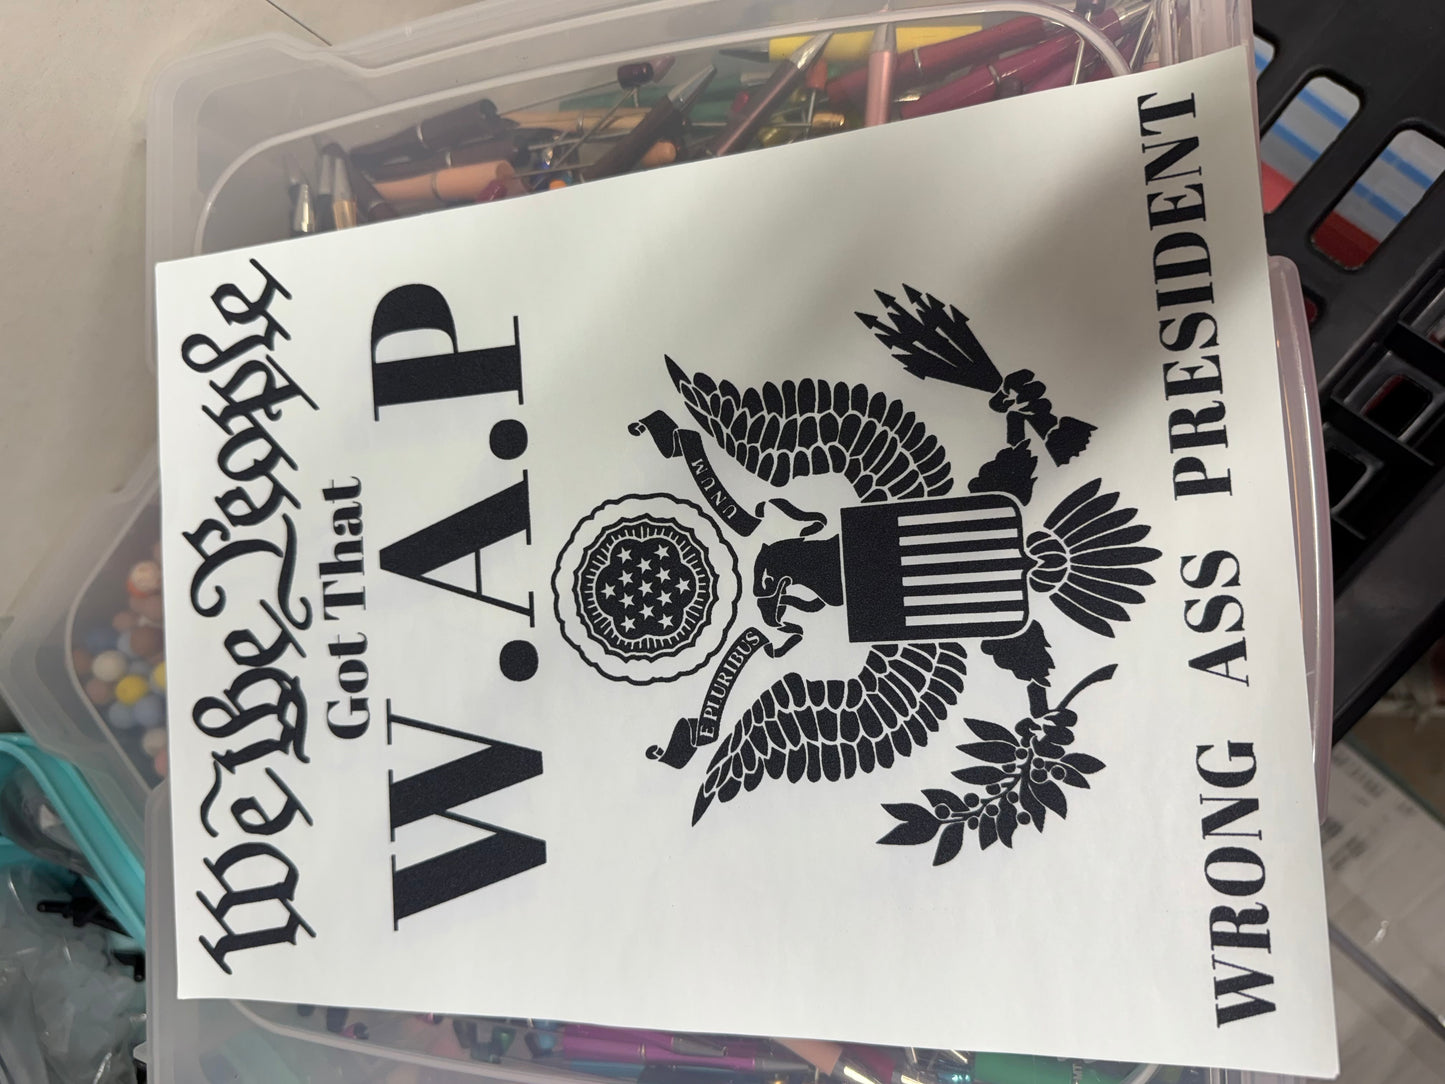 We The People
Got That
W.A.P
E PLURIBUS UNUM
WRONG ASS PRESIDENT